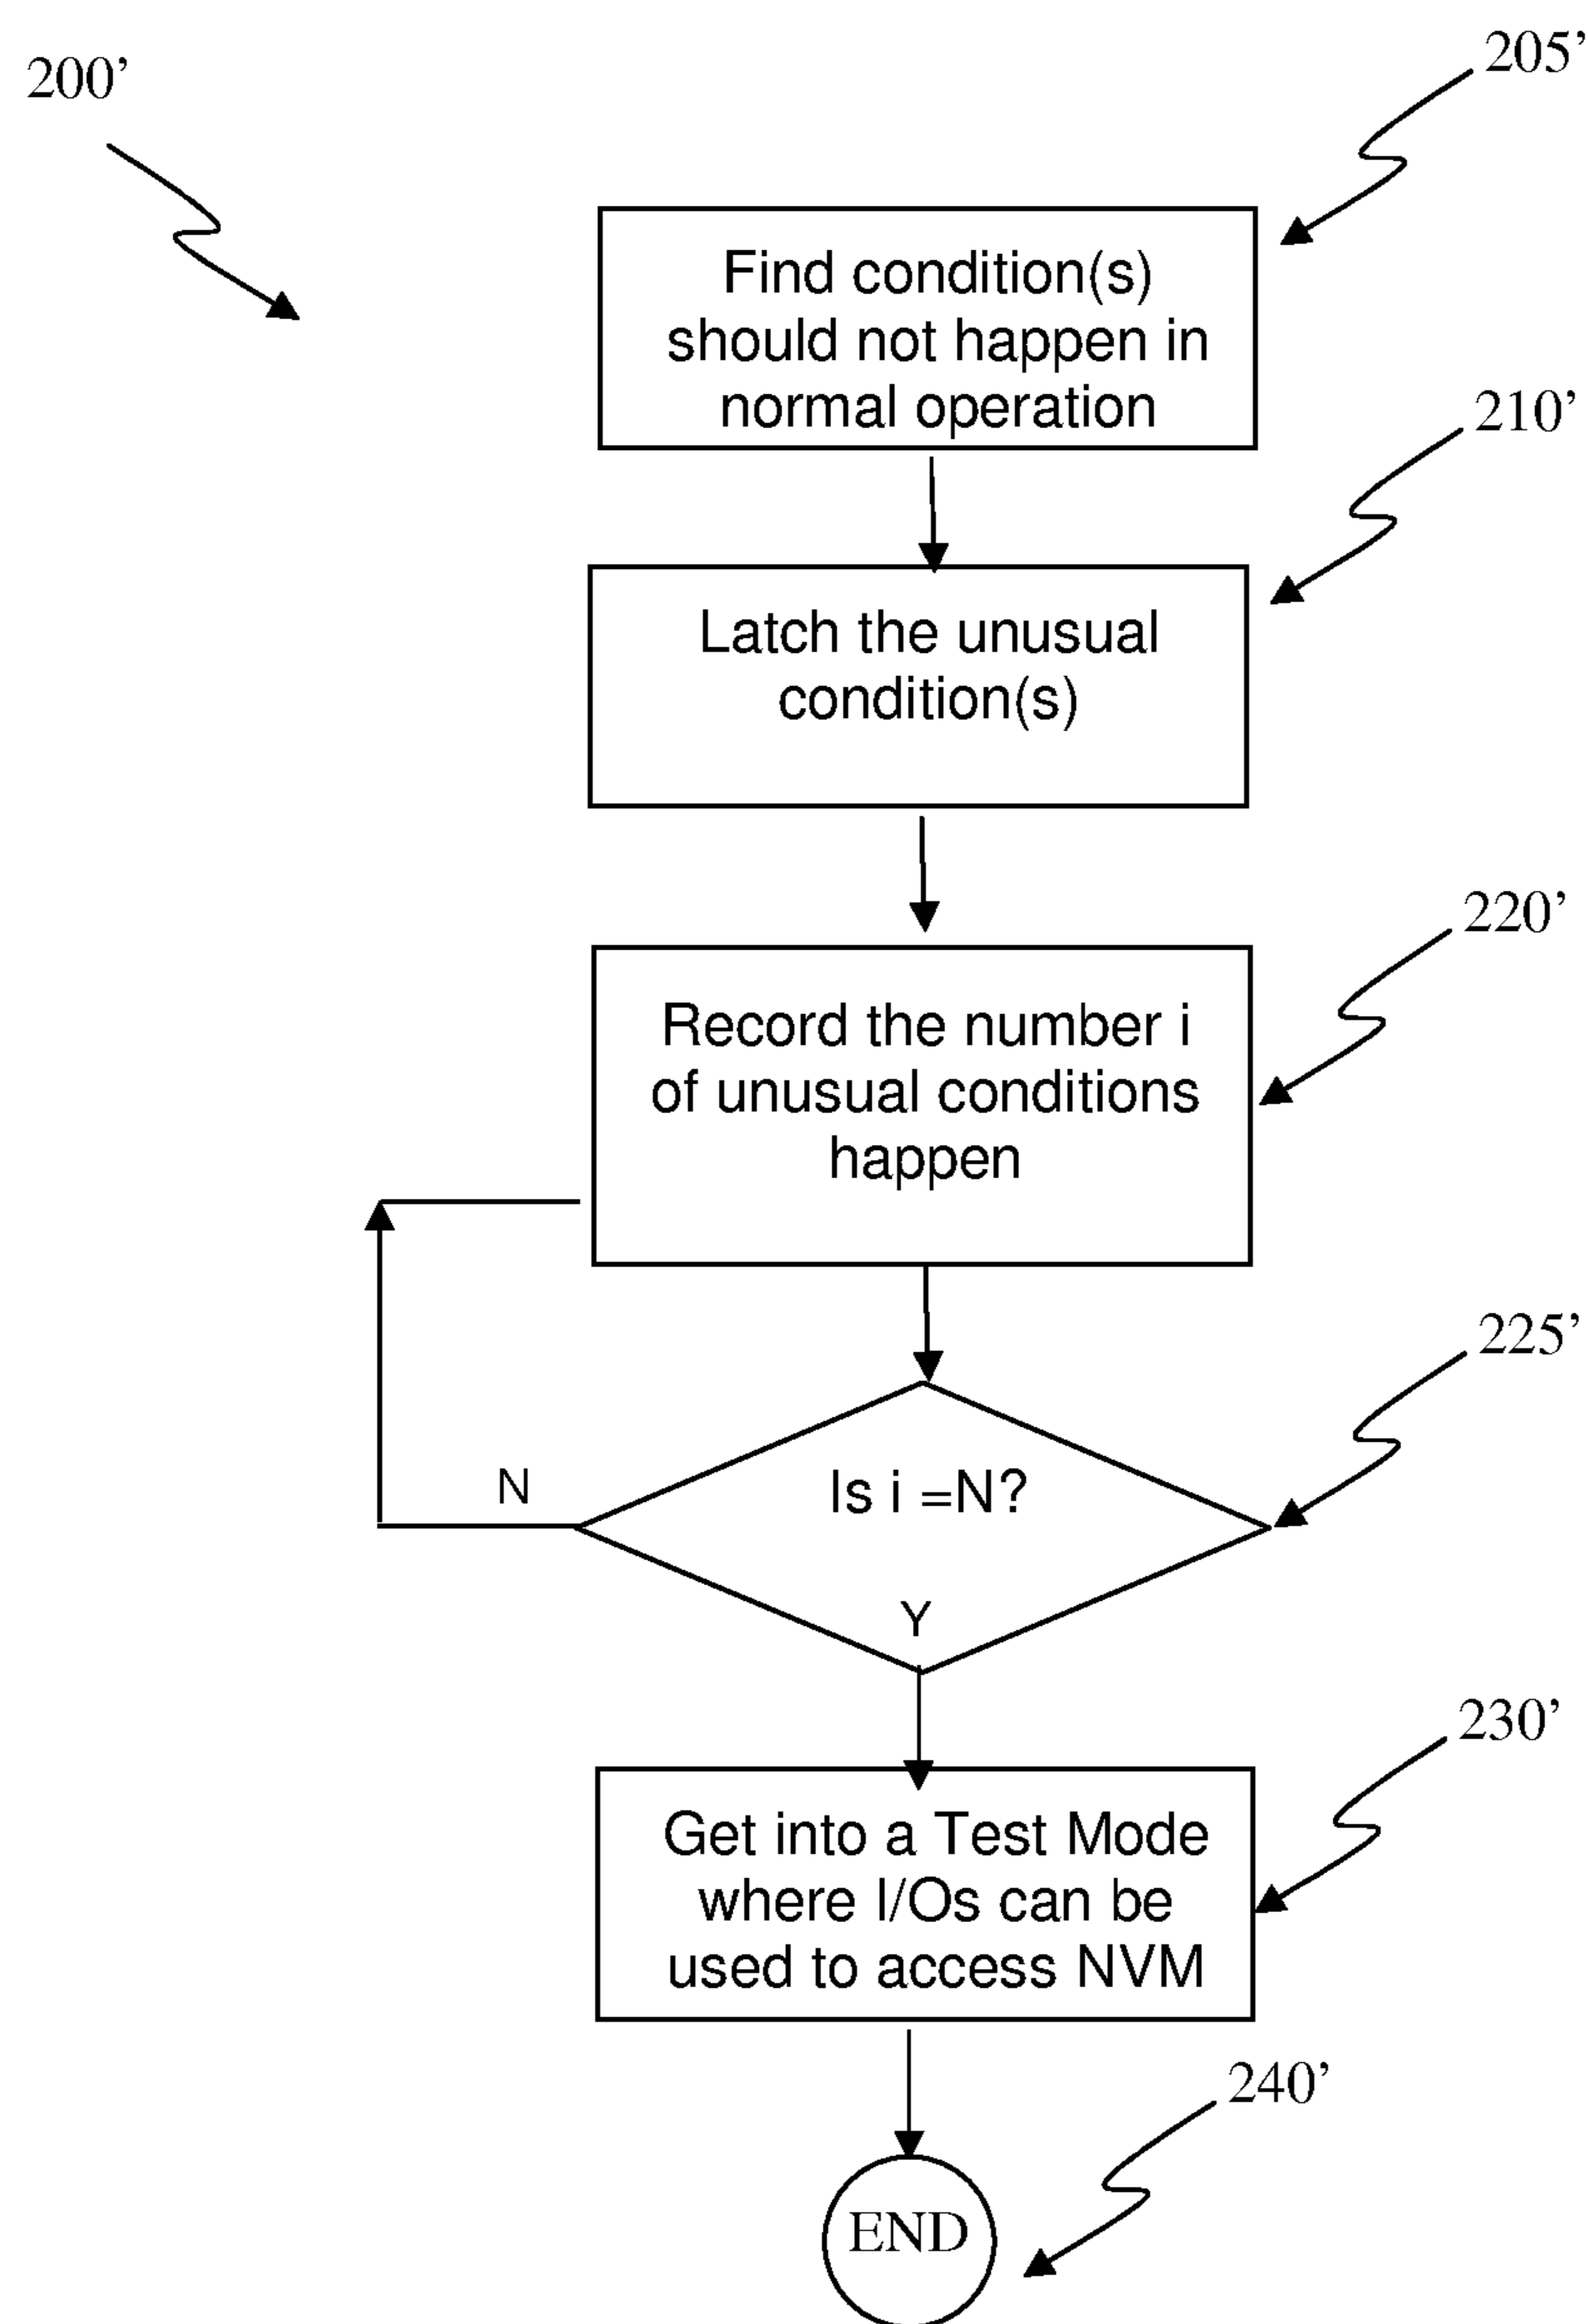 200’
205’
Find condition(s)
should not happen in
normal operation
210’
Latch the unusual
condition(s)
220’
Record the number i
of unusual conditions
happen
225’
N
Is i =N?
Y
230’
Get into a Test Mode
where I/Os can be
used to access NVM
240’
END